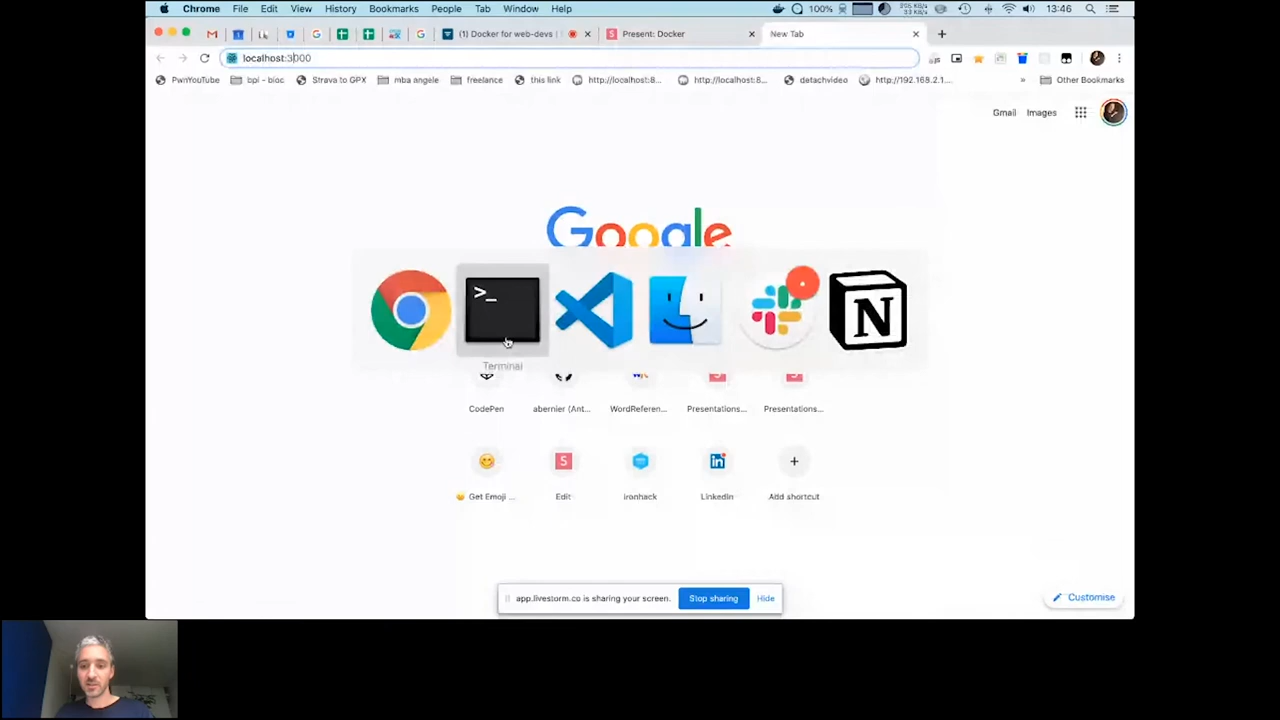 Chrome File Edit View History Bookmarks People Tab Window Help 100% 13:46
(1) Docker for web-devs Present: Docker New Tab
localhost:3000
PwnYouTube bpi - bioc Strava to GPX mba angele freelance this link http://localhost:8... http://localhost:8... detachvideo http://192.168.2.1.... » Other Bookmarks
Gmail Images
Google
>_ N
Terminal
CodePen abernier (Ant... WordReferen... Presentations... Presentations...
S
Get Emoji ... Edit ironhack LinkedIn Add shortcut
app.livestorm.co is sharing your screen. Stop sharing Hide
Customise